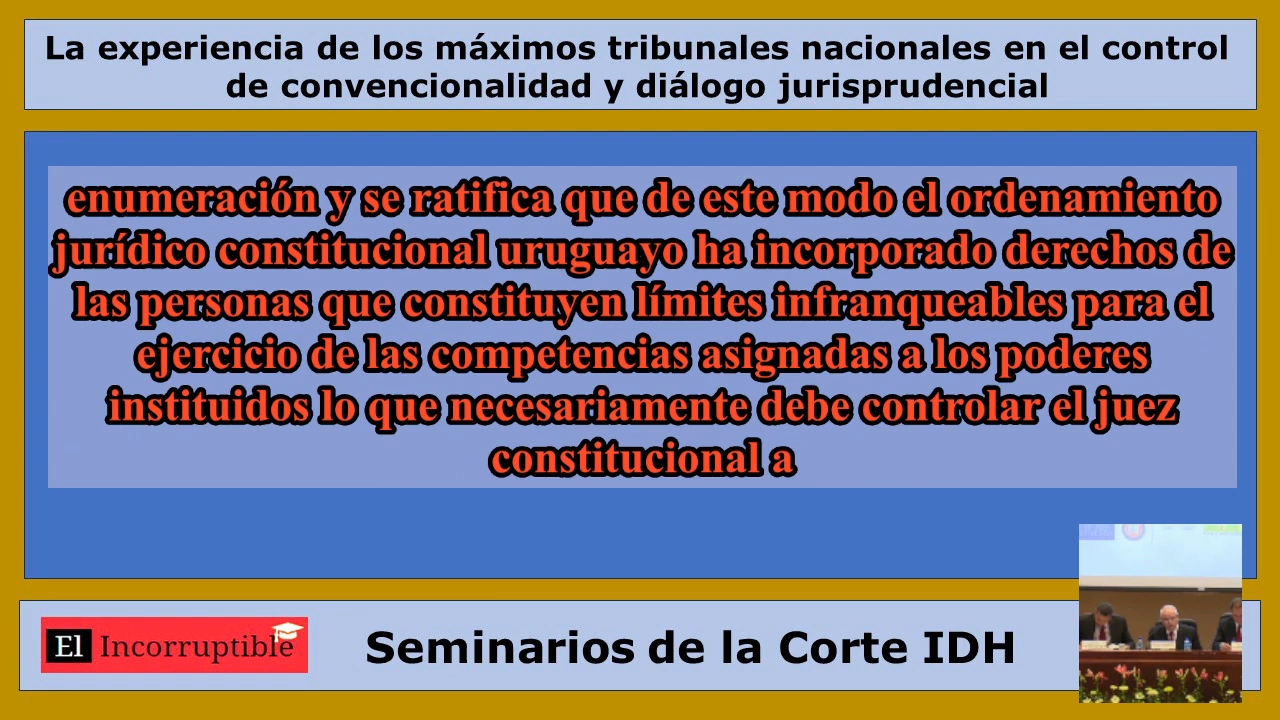 La experiencia de los máximos tribunales nacionales en el control
de convencionalidad y diálogo jurisprudencial
enumeración y se ratifica que de este modo el ordenamiento
jurídico constitucional uruguayo ha incorporado derechos de
las personas que constituyen límites infranqueables para el
ejercicio de las competencias asignadas a los poderes
instituidos lo que necesariamente debe controlar el juez
constitucional a
El Incorruptible
Seminarios de la Corte IDH